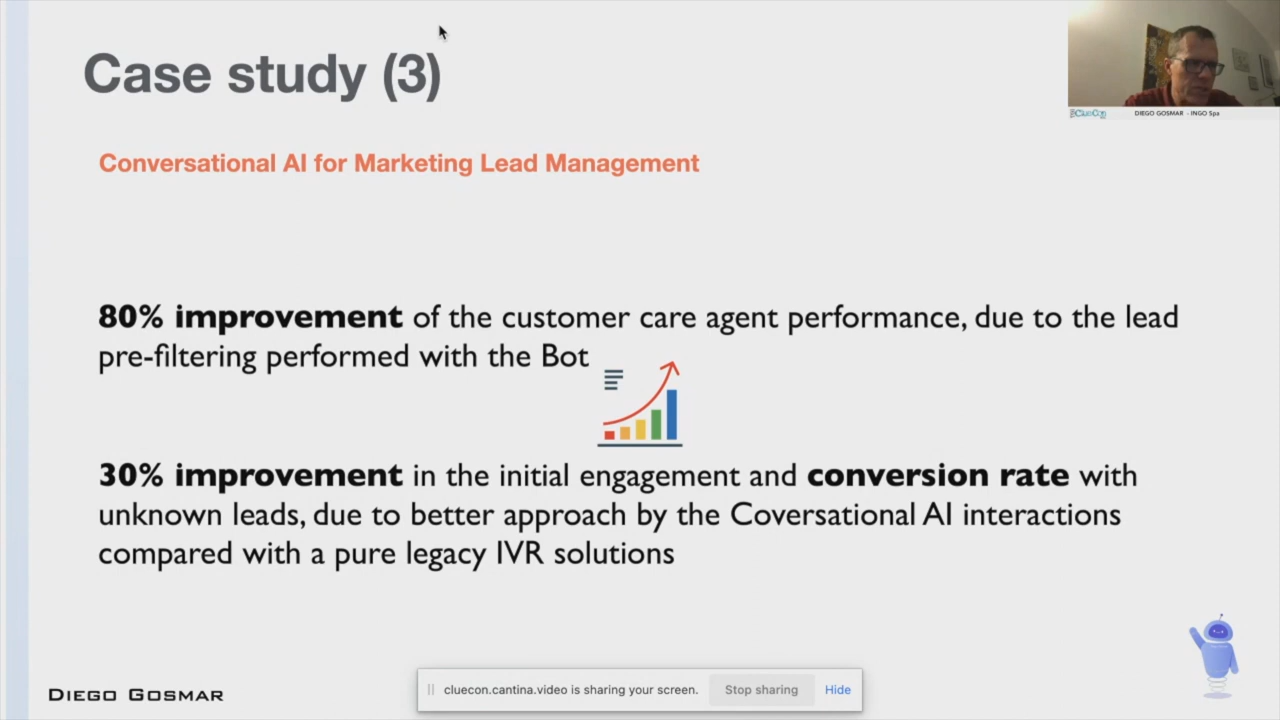 Case study (3)
ClueCon
DIEGO GOSMAR - INGO Spa
Conversational AI for Marketing Lead Management
80% improvement of the customer care agent performance, due to the lead
pre-filtering performed with the Bot
30% improvement in the initial engagement and conversion rate with
unknown leads, due to better approach by the Coversational AI interactions
compared with a pure legacy IVR solutions
cluecon.cantina.video is sharing your screen.
Stop sharing
Hide
DIEGO GOSMAR